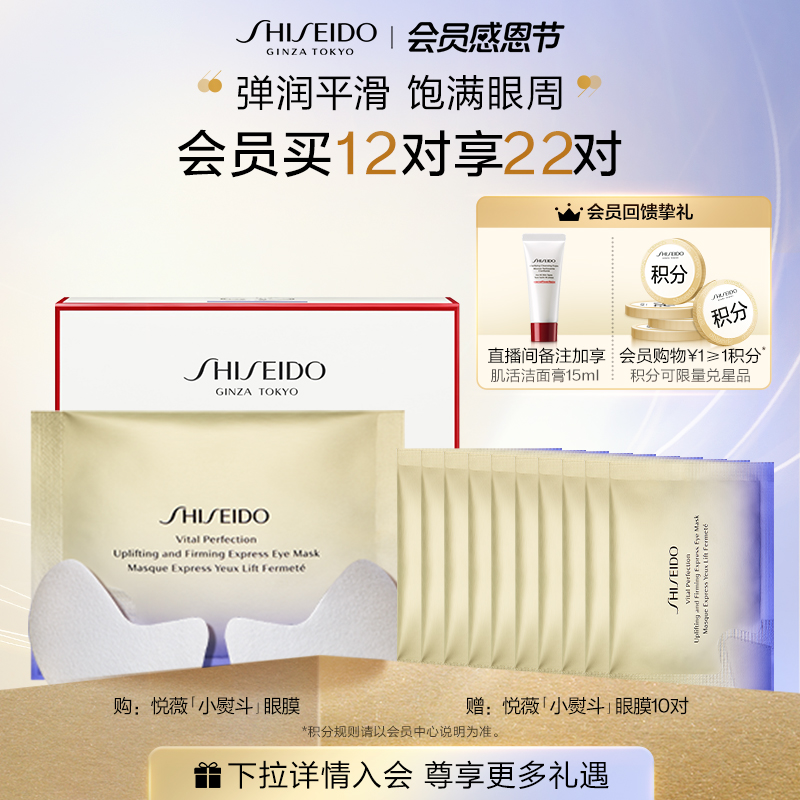 SHISEIDO
GINZA TOKYO
会员感恩节
“弹润平滑 饱满眼周”
会员买12对享22对
会员回馈挚礼
SHISEIDO
直播间备注加享
肌活洁面膏15ml
SHISEIDO
积分
SHISEIDO
积分
会员购物¥1≥1积分*
积分可限量兑星品
SHISEIDO
GINZA TOKYO
SHISEIDO
Vital Perfection
Uplifting and Firming Express Eye Mask
Masque Express Yeux Lift Fermeté
SHISEIDO
Vital Perfection
Uplifting and Firming Express Eye Mask
Masque Express Yeux Lift Fermeté
购：悦薇「小熨斗」眼膜
赠：悦薇「小熨斗」眼膜10对
*积分规则请以会员中心说明为准。
下拉详情入会 尊享更多礼遇